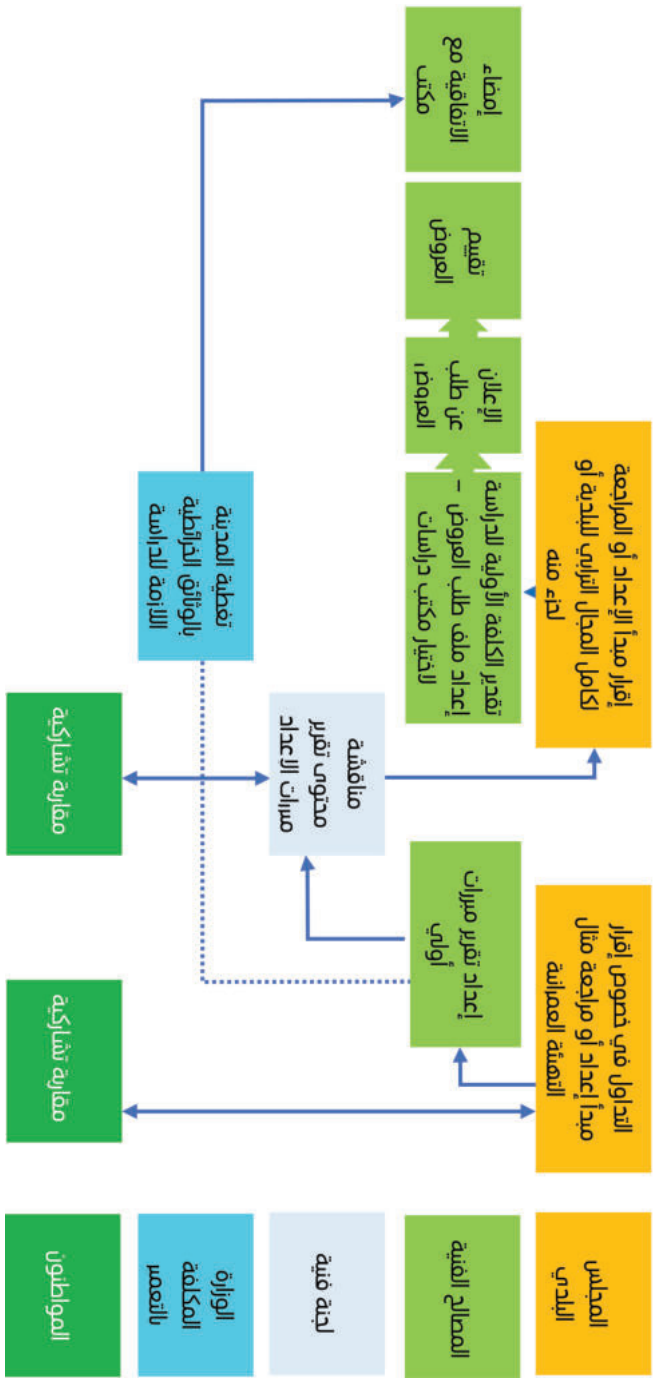 المجلس
البلدي
التداول في خصوص إقرار
مبدأ إعداد أو مراجعة مثال
التهيئة العمرانية
إقرار مبدأ الإعداد أو المراجعة
لكامل المجال الترابي للبلدية أو
لجزء منه
المصالح الفنية
إعداد تقرير مبررات
أولي
تقدير الكلفة الأولية للدراسة
إعداد ملف طلب العروض –
لاختيار مكتب دراسات
الإعلان
عن طلب
العروض
تقييم
العروض
إمضاء
الاتفاقية مع
مكتب
لجنة فنية
مناقشة
محتوى تقرير
مبررات الاعداد
الوزارة
المكلفة
بالتعمير
تغطية المدينة
بالوثائق الخرائطية
الازمة للدراسة
المواطنون
مقاربة تشاركية
مقاربة تشاركية